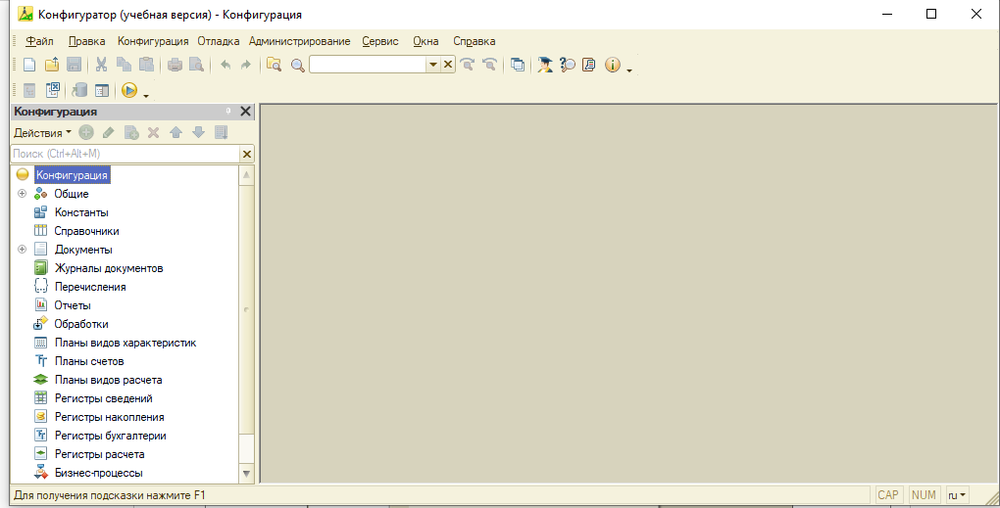 Конфигуратор (учебная версия) - Конфигурация
Файл Правка Конфигурация Отладка Администрирование Сервис Окна Справка
Конфигурация
Действия
Поиск (Ctrl+Alt+M)
Конфигурация
Общие
Константы
Справочники
Документы
Журналы документов
Перечисления
Отчеты
Обработки
Планы видов характеристик
Планы счетов
Планы видов расчета
Регистры сведений
Регистры накопления
Регистры бухгалтерии
Регистры расчета
Бизнес-процессы
Для получения подсказки нажмите F1 CAP NUM ru